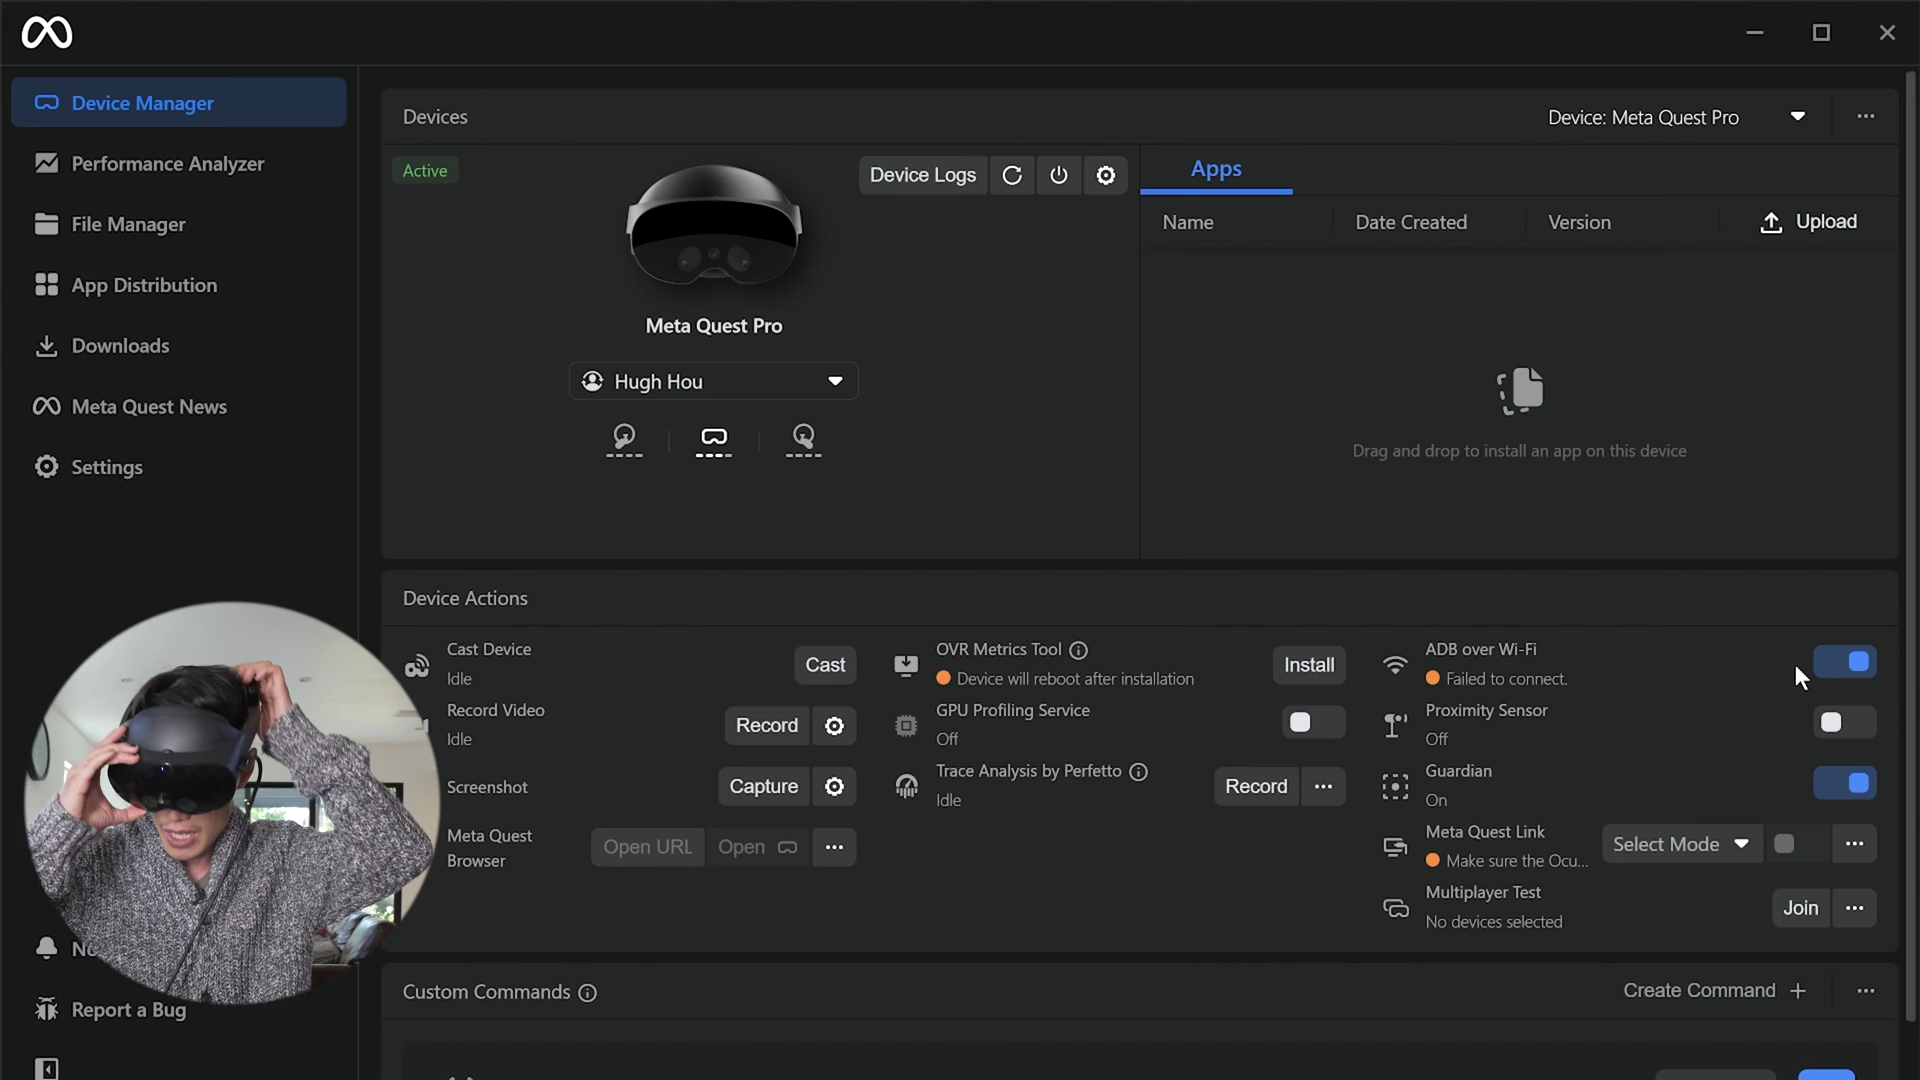 Device Manager
Performance Analyzer
File Manager
App Distribution
Downloads
Meta Quest News
Settings
Report a Bug
Devices
Device: Meta Quest Pro
Active
Device Logs
Meta Quest Pro
Hugh Hou
Apps
Name Date Created Version Upload
Drag and drop to install an app on this device
Device Actions
Cast Device
Idle
Cast
Record Video
Idle
Record
Screenshot
Capture
Meta Quest
Browser
Open URL Open
OVR Metrics Tool
Device will reboot after installation
Install
GPU Profiling Service
Off
Trace Analysis by Perfetto
Idle
Record
ADB over Wi-Fi
Failed to connect.
Proximity Sensor
Off
Guardian
On
Meta Quest Link
Make sure the Ocu...
Select Mode
Multiplayer Test
No devices selected
Join
Custom Commands
Create Command +